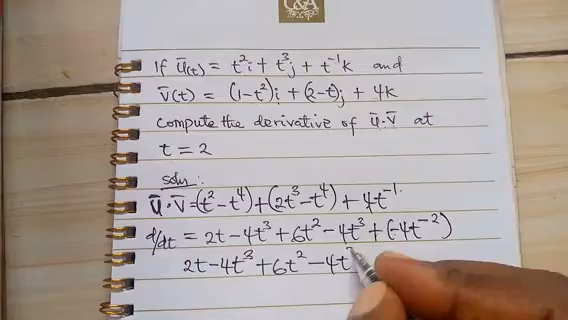 C&A
If ū(t) = t²i + t³j + t⁻¹k and
v̄(t) = (1-t²)i + (2-t)j + 4k
Compute the derivative of ū.v̄ at
t = 2
soln:
ū.v̄ = (t² - t⁴) + (2t³ - t⁴) + 4t⁻¹
d/dt = 2t - 4t³ + 6t² - 4t³ + (-4t⁻²)
2t - 4t³ + 6t² - 4t